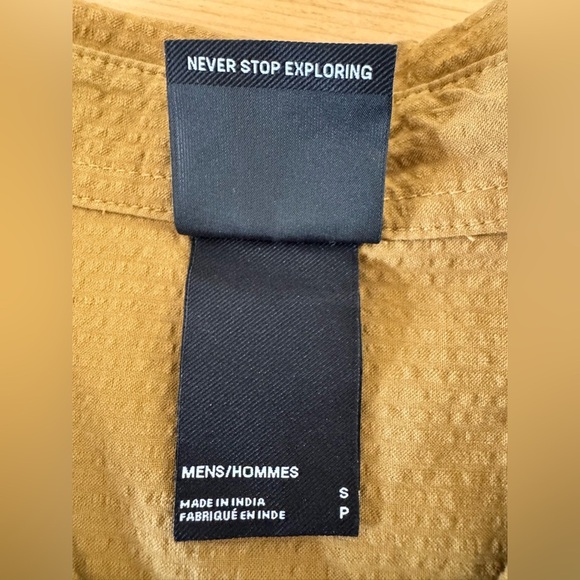 NEVER STOP EXPLORING
MENS/HOMMES
S
MADE IN INDIA
FABRIQUÉ EN INDE
P